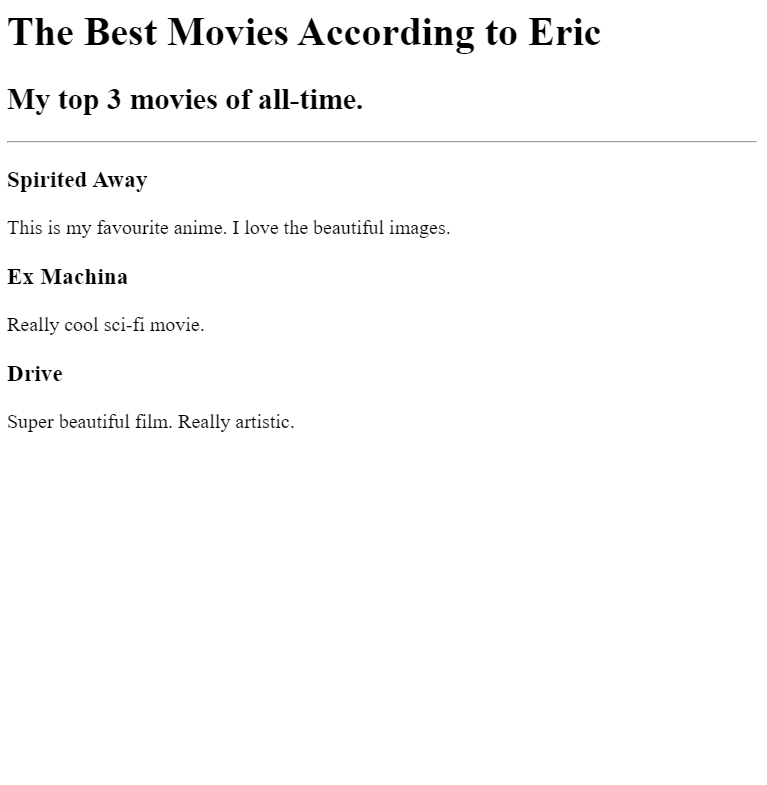 The Best Movies According to Eric
My top 3 movies of all-time.
Spirited Away
This is my favourite anime. I love the beautiful images.
Ex Machina
Really cool sci-fi movie.
Drive
Super beautiful film. Really artistic.